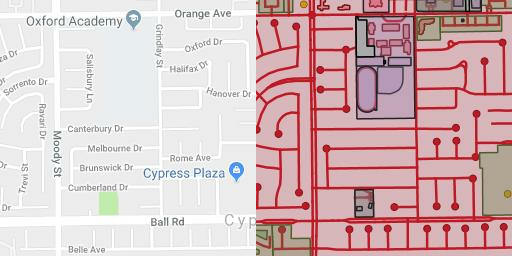 Orange Ave
Oxford Academy
Grindlay St
Oxford Dr
Halifax Dr
Salisbury Ln
Sorrento Dr
Hanover Dr
Ravari Dr
Moody St
Canterbury Dr
Melbourne Dr
Rome Ave
Brunswick Dr
Cypress Plaza
Trevi St
Cumberland Dr
Dr
Ball Rd
Cyp
Belle Ave